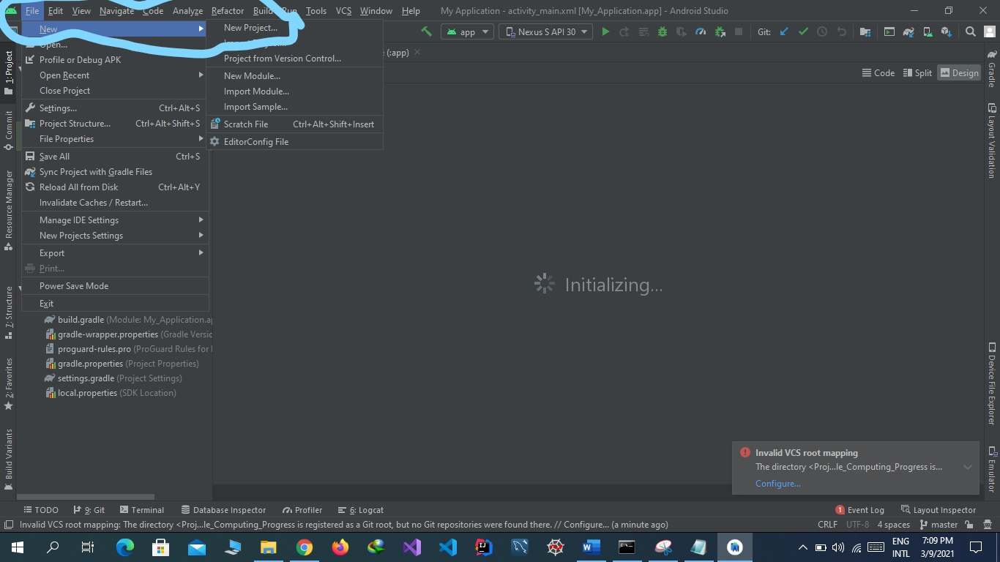 File Edit View Navigate Code Analyze Refactor Build Run Tools VCS Window Help My Application - activity_main.xml [My_Application.app] - Android Studio
New
New Project...
app Nexus S API 30 Git:
Open...
(:app)
Profile or Debug APK
Project from Version Control...
Open Recent
New Module...
Code Split Design
Close Project
Import Module...
Settings... Ctrl+Alt+S
Import Sample...
Project Structure... Ctrl+Alt+Shift+S
Scratch File Ctrl+Alt+Shift+Insert
File Properties
EditorConfig File
Save All Ctrl+S
Sync Project with Gradle Files
Reload All from Disk Ctrl+Alt+Y
Invalidate Caches / Restart...
Manage IDE Settings
New Projects Settings
Export
Print...
Power Save Mode
Exit
Initializing...
build.gradle (Module: My_Application.ap
gradle-wrapper.properties (Gradle Versio
proguard-rules.pro (ProGuard Rules for
gradle.properties (Project Properties)
settings.gradle (Project Settings)
local.properties (SDK Location)
1: Project
Commit
Resource Manager
7: Structure
2: Favorites
Build Variants
Gradle
Layout Validation
Device File Explorer
Emulator
Invalid VCS root mapping
The directory <Proj...le_Computing_Progress is...
Configure...
TODO 9: Git Terminal Database Inspector Profiler 6: Logcat 1 Event Log Layout Inspector
Invalid VCS root mapping: The directory <Proj...le_Computing_Progress is registered as a Git root, but no Git repositories were found there. // Configure... (a minute ago) CRLF UTF-8 4 spaces master
ENG 7:09 PM
INTL 3/9/2021